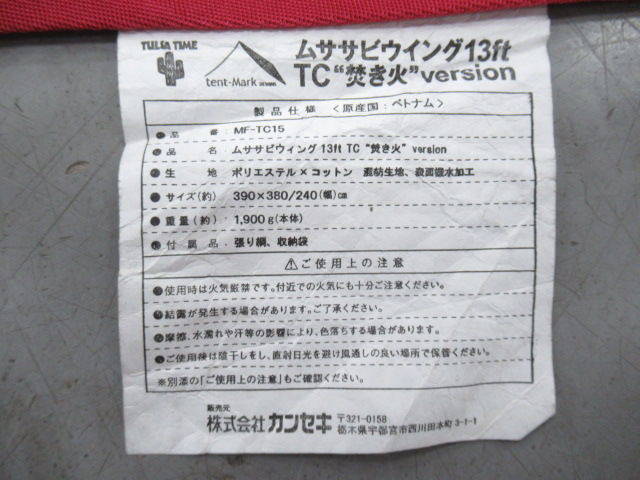 TULSA TIME
tent-Mark DESIGNS
ムササビウイング13ft
TC“焚き火”version
製品仕様 〈原産国：ベトナム〉
●品 番： MF-TC15
●品 名： ムササビウィング13ft TC “焚き火” version
●生 地： ポリエステル×コットン 混紡生地、表面撥水加工
●サイズ(約)： 390×380/240(幅)cm
●重量(約)： 1,900g(本体)
●付属品： 張り綱、収納袋
⚠ご使用上の注意
●使用時は火気厳禁です。付近での火気にも十分ご注意ください。
●結露が発生する場合があります。ご了承ください。
●摩擦、水濡れや汗等の影響により、色落ちする場合があります。
●ご使用後は陰干しをし、直射日光を避け風通しの良い場所で保管ください。
※別添の「ご使用上の注意」もご確認ください。
販売元
株式会社カンセキ 〒321-0158
栃木県宇都宮市西川田本町3-1-1